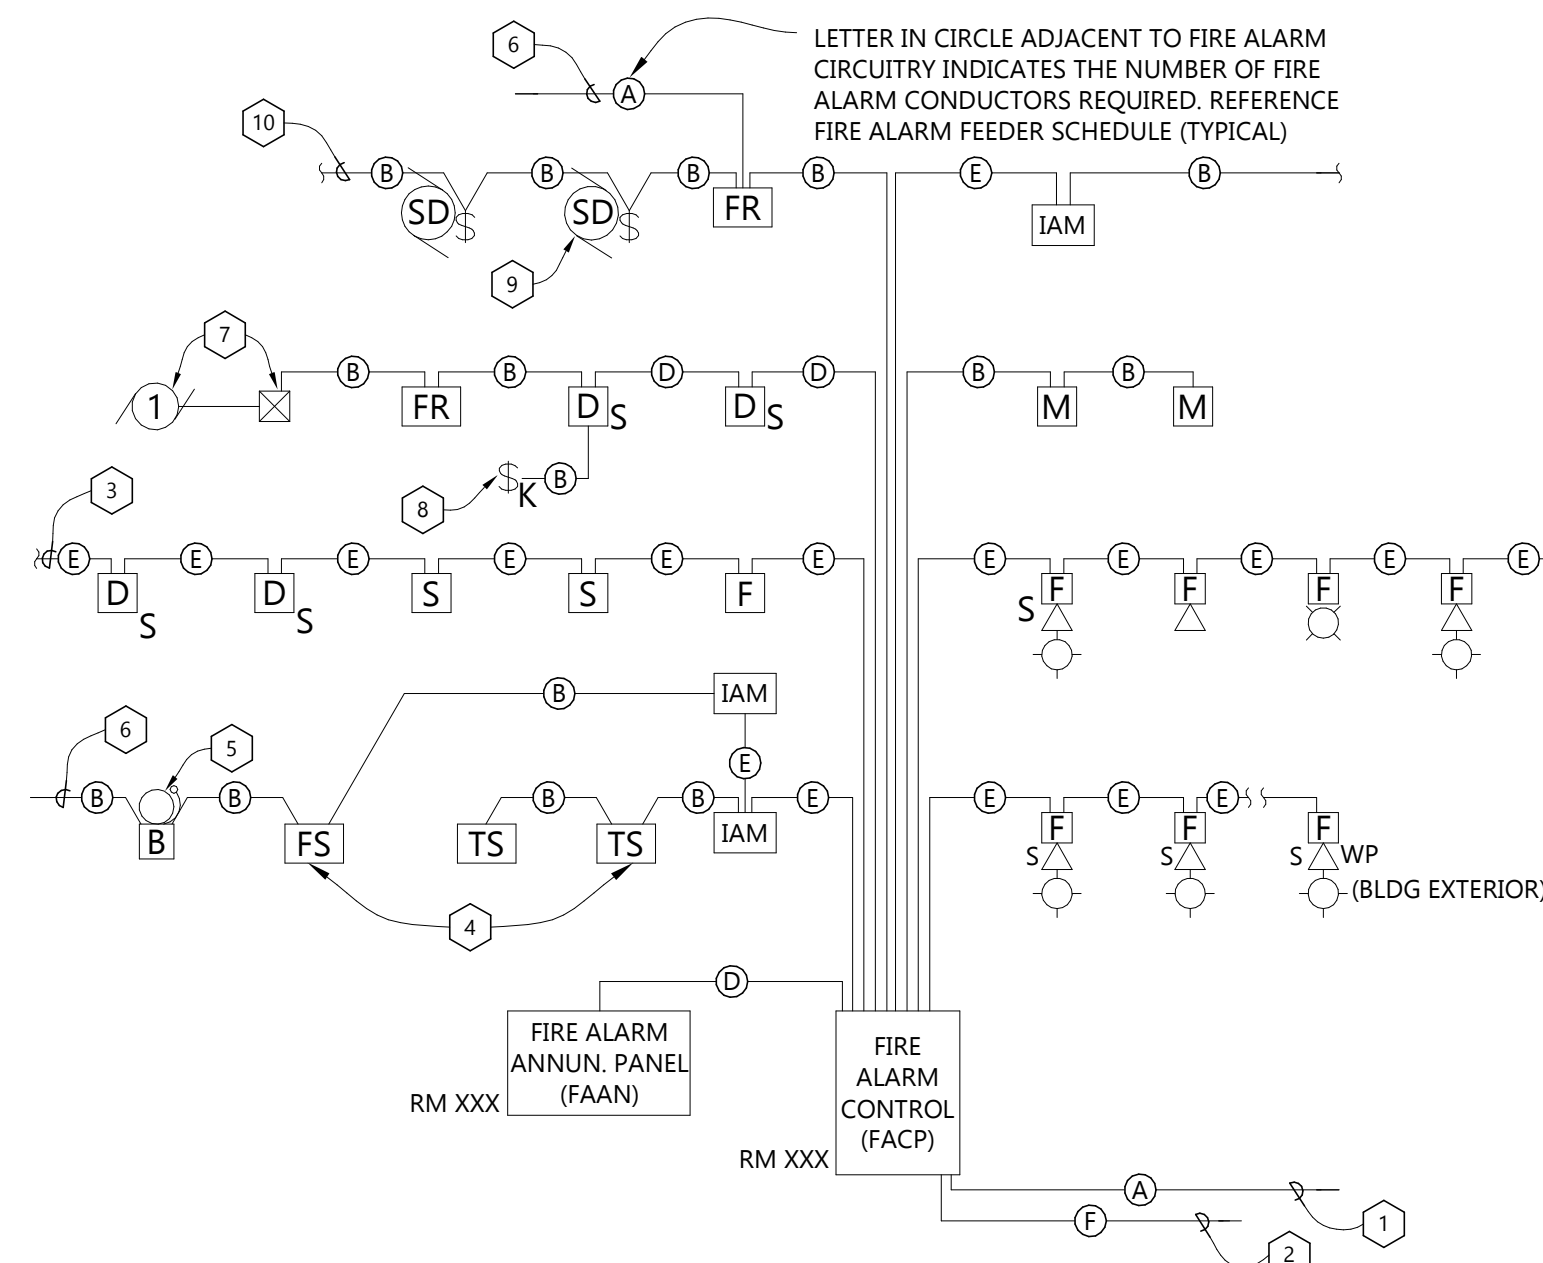 6
LETTER IN CIRCLE ADJACENT TO FIRE ALARM
CIRCUITRY INDICATES THE NUMBER OF FIRE
ALARM CONDUCTORS REQUIRED. REFERENCE
FIRE ALARM FEEDER SCHEDULE (TYPICAL)
A
10
B B B B E B
SD $ SD $ FR IAM
9
7
B B D D B B
1 FR D S D S M M
$ K B
8
3
E E E E E E E E E E E
D S D S S S F S F F F F
B IAM
6 5
E
B B B B E E E E
B FS TS TS IAM F F F
S S S WP
(BLDG EXTERIOR)
4
D
FIRE ALARM
ANNUN. PANEL
(FAAN)
RM XXX
FIRE
ALARM
CONTROL
(FACP)
RM XXX
A
F
1
2